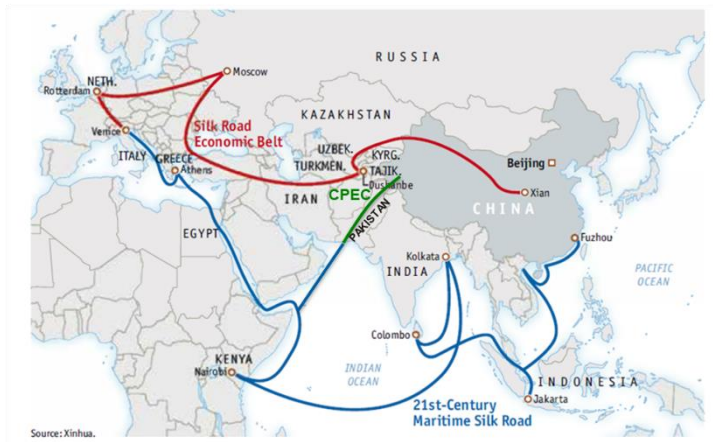 RUSSIA
Moscow
NETH.
Rotterdam
KAZAKHSTAN
Silk Road
Economic Belt
Venice
UZBEK.
KYRG.
ITALY
GREECE
TURKMEN.
TAJIK.
Beijing
Athens
Dushanbe
Xian
IRAN
CPEC
CHINA
PAKISTAN
EGYPT
Fuzhou
Kolkata
INDIA
PACIFIC
OCEAN
Colombo
KENYA
Nairobi
INDIAN
OCEAN
INDONESIA
Jakarta
21st-Century
Maritime Silk Road
Source: Xinhua.